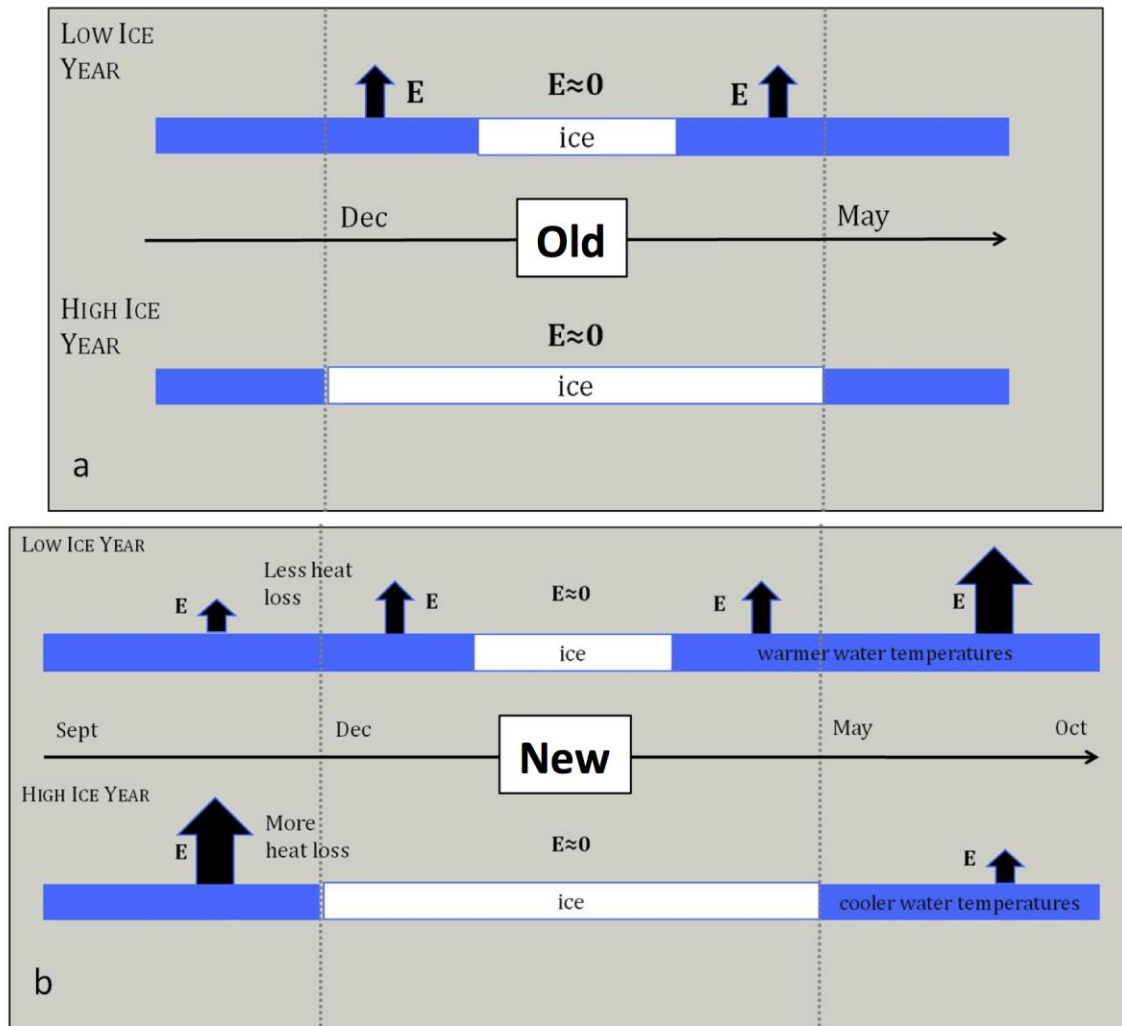 LOW ICE
YEAR
E
E≈0
E
ice
Dec
May
Old
HIGH ICE
YEAR
E≈0
ice
a
LOW ICE YEAR
Less heat
loss
E
E
E≈0
E
E
ice
warmer water temperatures
Sept
Dec
May
Oct
New
HIGH ICE YEAR
More
heat loss
E
E≈0
E
ice
cooler water temperatures
b